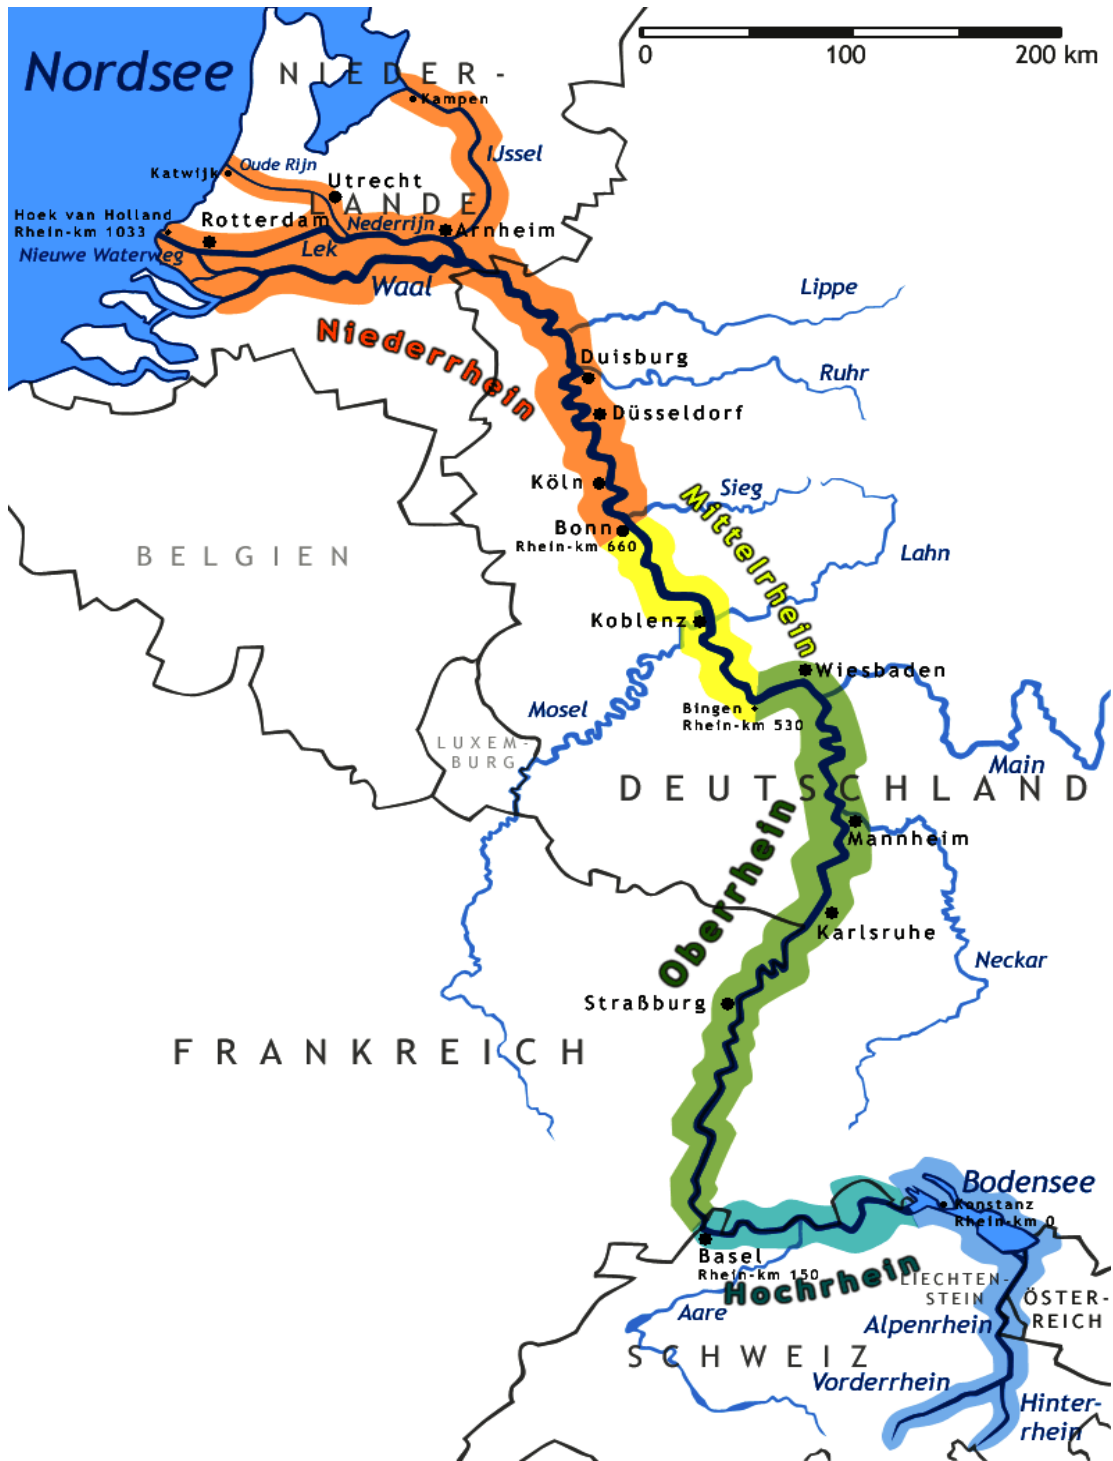 0 100 200 km
Nordsee
NIEDER-
Kampen
IJssel
Oude Rijn
Katwijk
Utrecht
LANDE
Hoek van Holland
Rhein-km 1033
Rotterdam
Nederrijn
Arnheim
Nieuwe Waterweg
Lek
Waal
Lippe
Niederrhein
Duisburg
Ruhr
Düsseldorf
Köln
Sieg
Mittelrhein
Bonn
Rhein-km 660
BELGIEN
Lahn
Koblenz
Wiesbaden
Mosel
Bingen
Rhein-km 530
LUXEM-
BURG
Main
DEUTSCHLAND
Oberrhein
Mannheim
Karlsruhe
Neckar
Straßburg
FRANKREICH
Bodensee
Konstanz
Rhein-km 0
Basel
Rhein-km 150
Hochrhein
LIECHTEN-
STEIN
ÖSTER-
REICH
Aare
Alpenrhein
SCHWEIZ
Vorderrhein
Hinter-
rhein